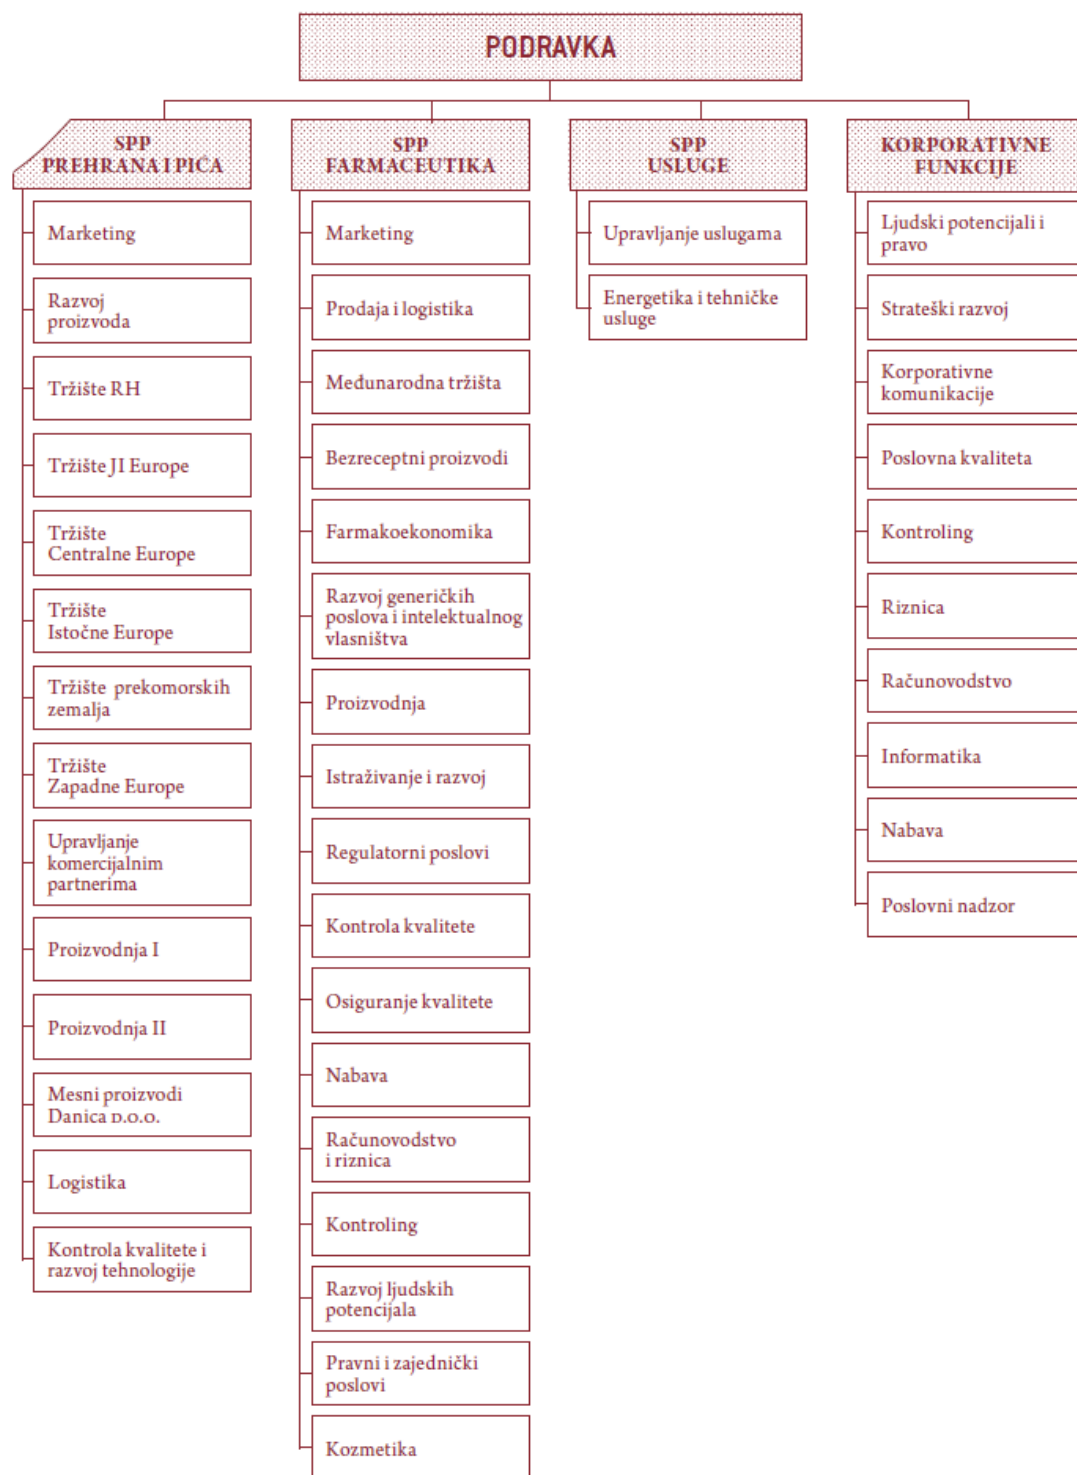 PODRAVKA
SPP
PREHRANA I PIĆA
Marketing
Razvoj
proizvoda
Tržište RH
Tržište JI Europe
Tržište
Centralne Europe
Tržište
Istočne Europe
Tržište prekomorskih
zemalja
Tržište
Zapadne Europe
Upravljanje
komercijalnim
partnerima
Proizvodnja I
Proizvodnja II
Mesni proizvodi
Danica D.O.O.
Logistika
Kontrola kvalitete i
razvoj tehnologije
SPP
FARMACEUTIKA
Marketing
Prodaja i logistika
Međunarodna tržišta
Bezreceptni proizvodi
Farmakoekonomika
Razvoj generičkih
poslova i intelektualnog
vlasništva
Proizvodnja
Istraživanje i razvoj
Regulatorni poslovi
Kontrola kvalitete
Osiguranje kvalitete
Nabava
Računovodstvo
i riznica
Kontroling
Razvoj ljudskih
potencijala
Pravni i zajednički
poslovi
Kozmetika
SPP
USLUGE
Upravljanje uslugama
Energetika i tehničke
usluge
KORPORATIVNE
FUNKCIJE
Ljudski potencijali i
pravo
Strateški razvoj
Korporativne
komunikacije
Poslovna kvaliteta
Kontroling
Riznica
Računovodstvo
Informatika
Nabava
Poslovni nadzor